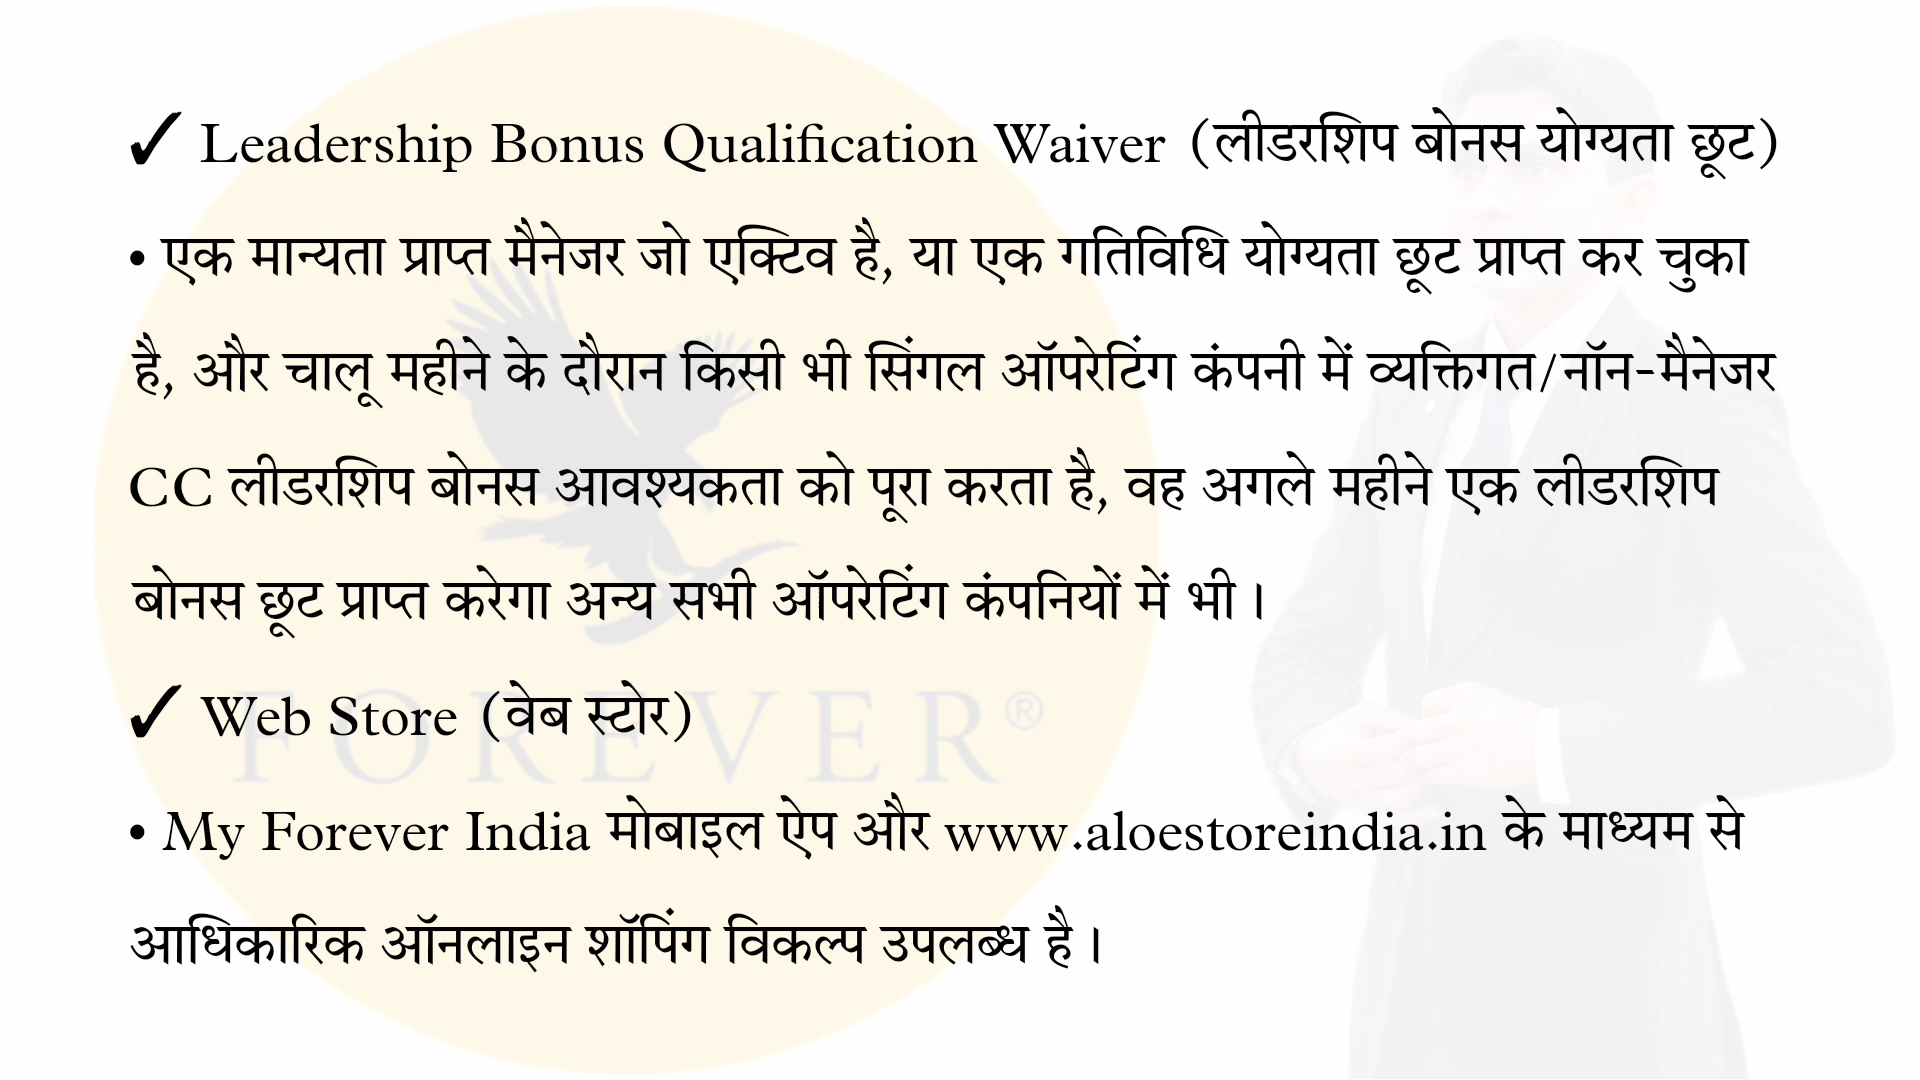 ✓ Leadership Bonus Qualification Waiver (लीडरशिप बोनस योग्यता छूट)
• एक मान्यता प्राप्त मैनेजर जो एक्टिव है, या एक गतिविधि योग्यता छूट प्राप्त कर चुका
है, और चालू महीने के दौरान किसी भी सिंगल ऑपरेटिंग कंपनी में व्यक्तिगत/नॉन-मैनेजर
CC लीडरशिप बोनस आवश्यकता को पूरा करता है, वह अगले महीने एक लीडरशिप
बोनस छूट प्राप्त करेगा अन्य सभी ऑपरेटिंग कंपनियों में भी।
✓ Web Store (वेब स्टोर)
FOREVER®
• My Forever India मोबाइल ऐप और www.aloestoreindia.in के माध्यम से
आधिकारिक ऑनलाइन शॉपिंग विकल्प उपलब्ध है।